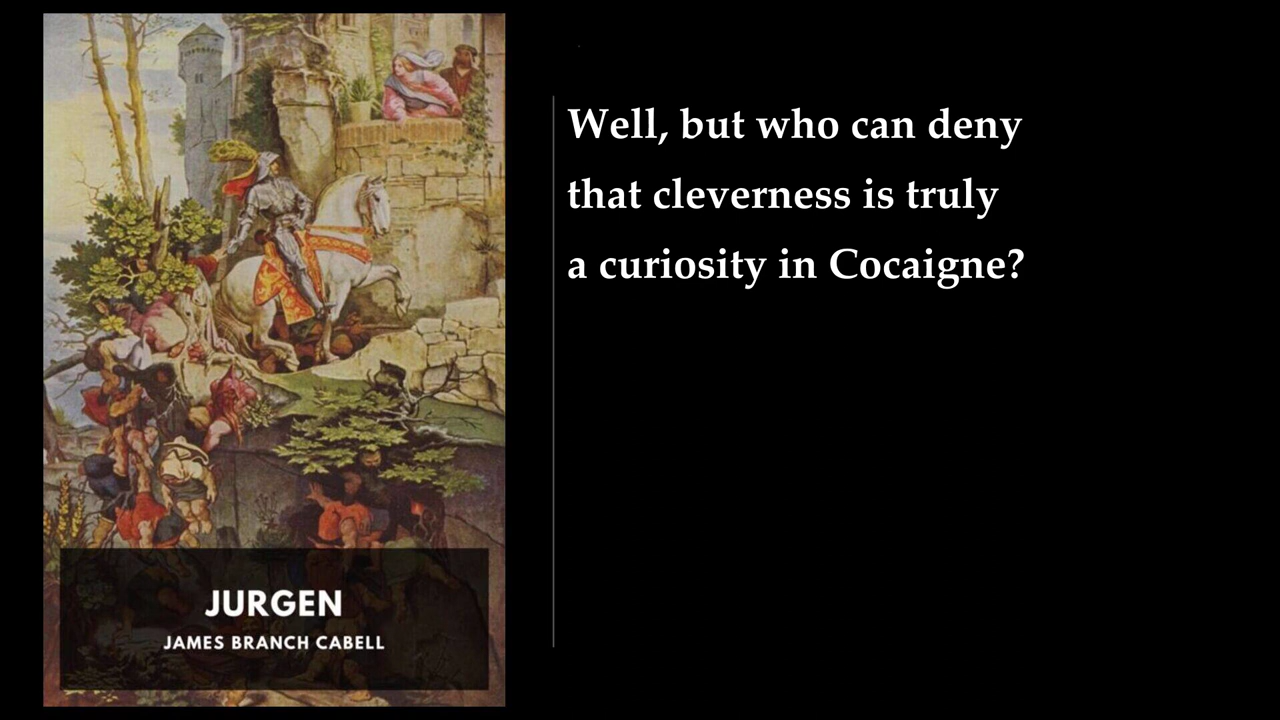 Well, but who can deny
that cleverness is truly
a curiosity in Cocaigne?
JURGEN
JAMES BRANCH CABELL